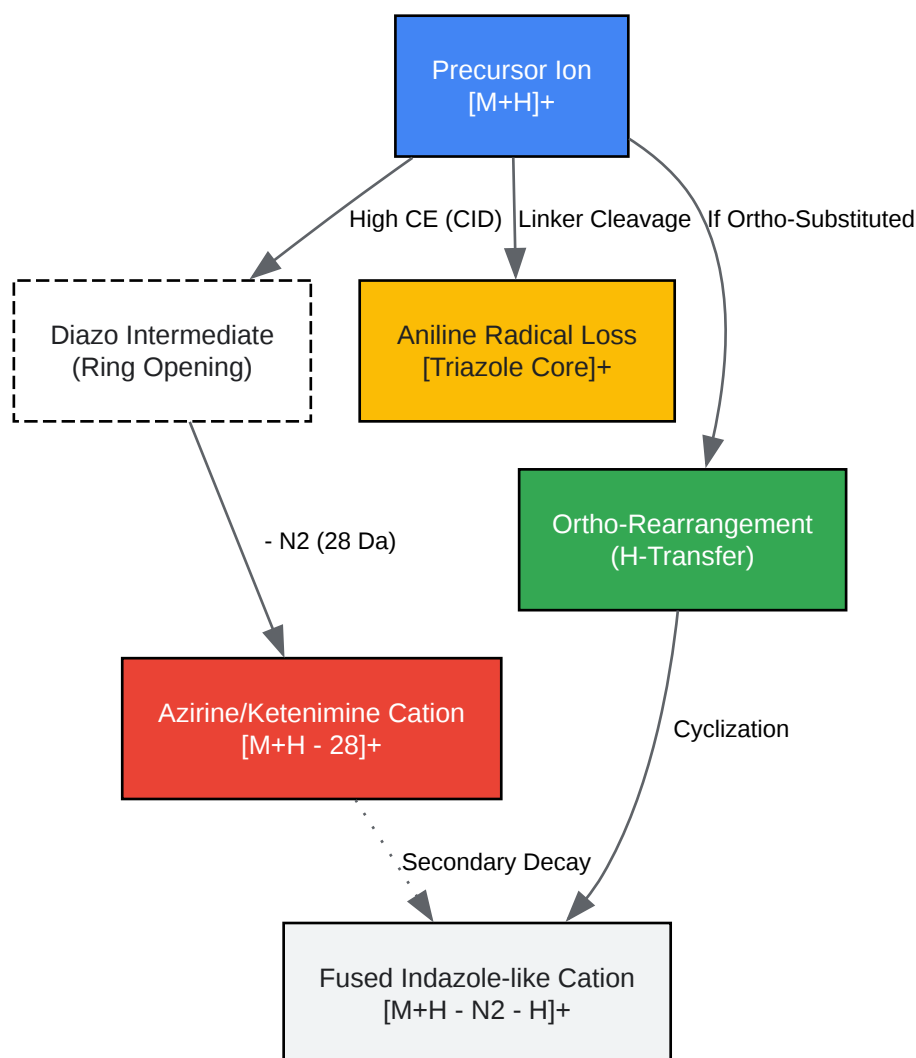 Precursor Ion
[M+H]+
High CE (CID)
Linker Cleavage
If Ortho-Substituted
Diazo Intermediate
(Ring Opening)
Aniline Radical Loss
[Triazole Core]+
- N2 (28 Da)
Ortho-Rearrangement
(H-Transfer)
Azirine/Ketenimine Cation
[M+H - 28]+
Cyclization
Secondary Decay
Fused Indazole-like Cation
[M+H - N2 - H]+